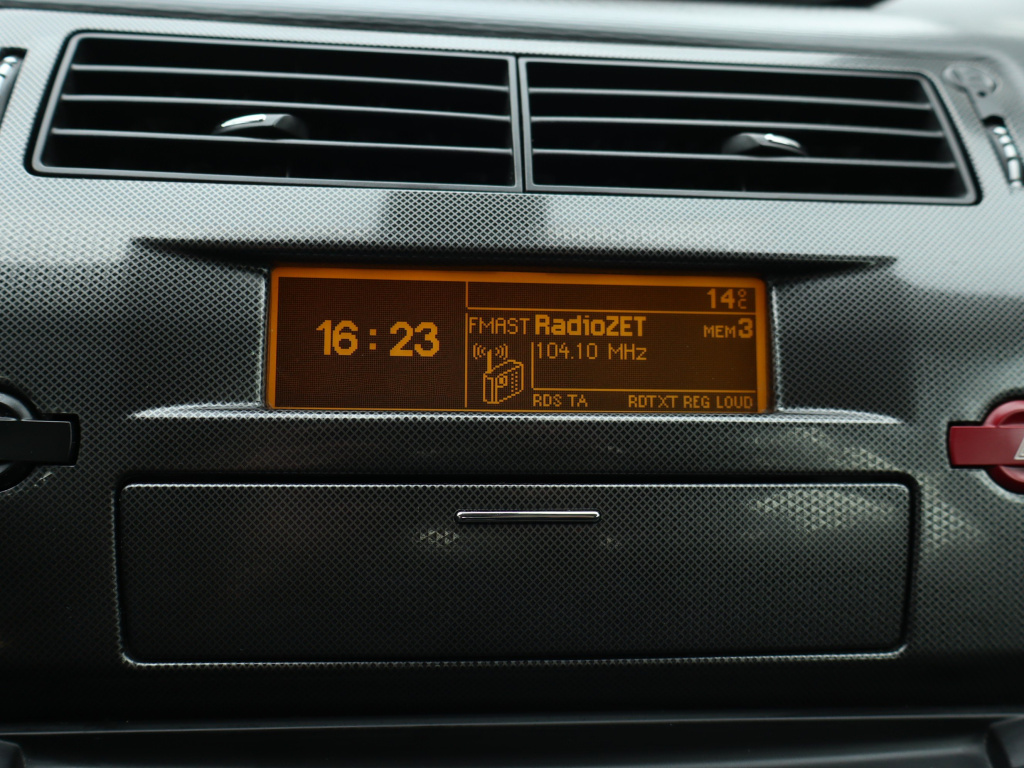 14°C
16:23
FMAST RadioZET MEM3
104.10 MHz
RDS TA RDTXT REG LOUD